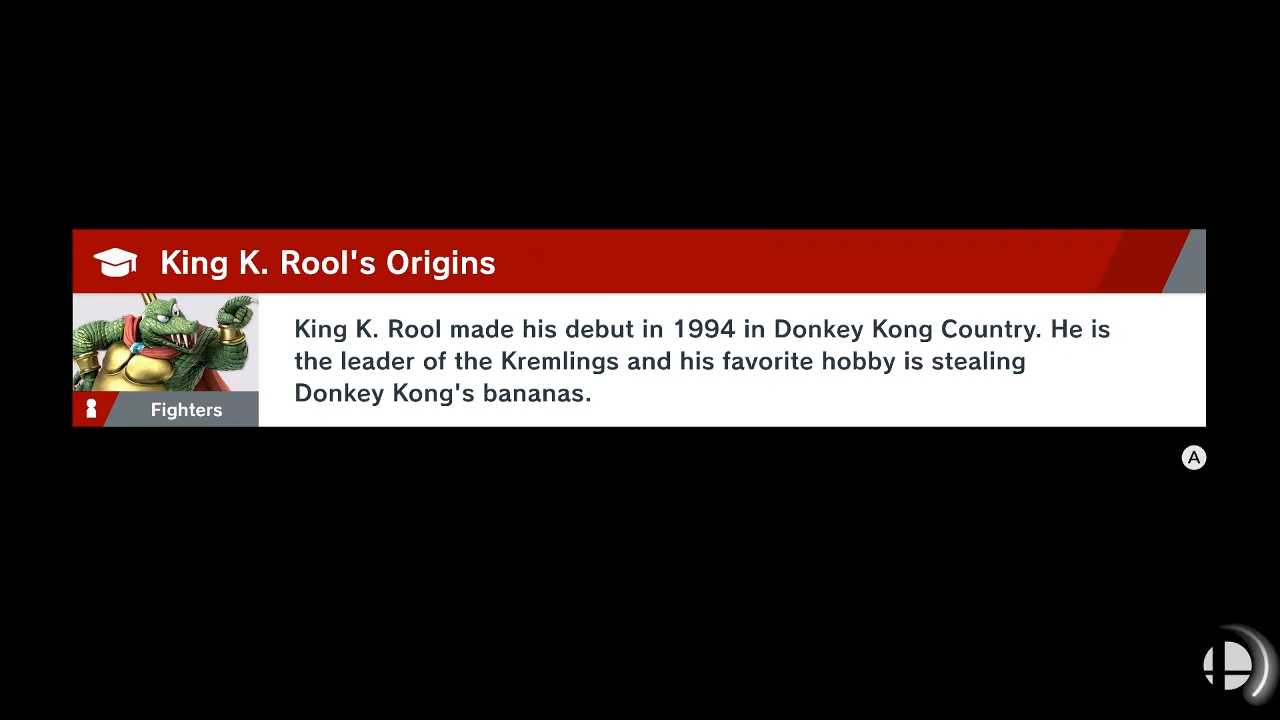 King K. Rool's Origins
King K. Rool made his debut in 1994 in Donkey Kong Country. He is
the leader of the Kremlings and his favorite hobby is stealing
Donkey Kong's bananas.
Fighters
A